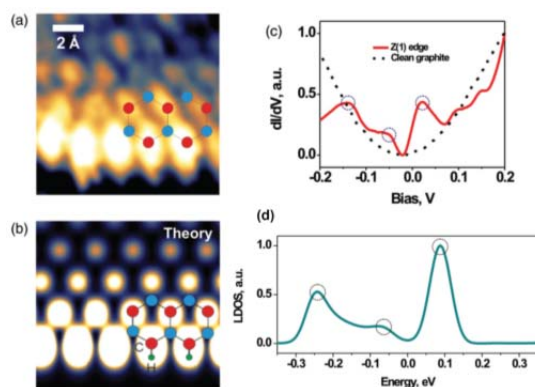 (a)
2 Å
(b)
Theory
C
H
(c)
Z(1) edge
Clean graphite
dI/dV, a.u.
1.0
0.5
0.0
-0.2
-0.1
0.0
0.1
0.2
Bias, V
(d)
LDOS, a.u.
1.0
0.5
0.0
-0.3
-0.2
-0.1
0.0
0.1
0.2
0.3
Energy, eV